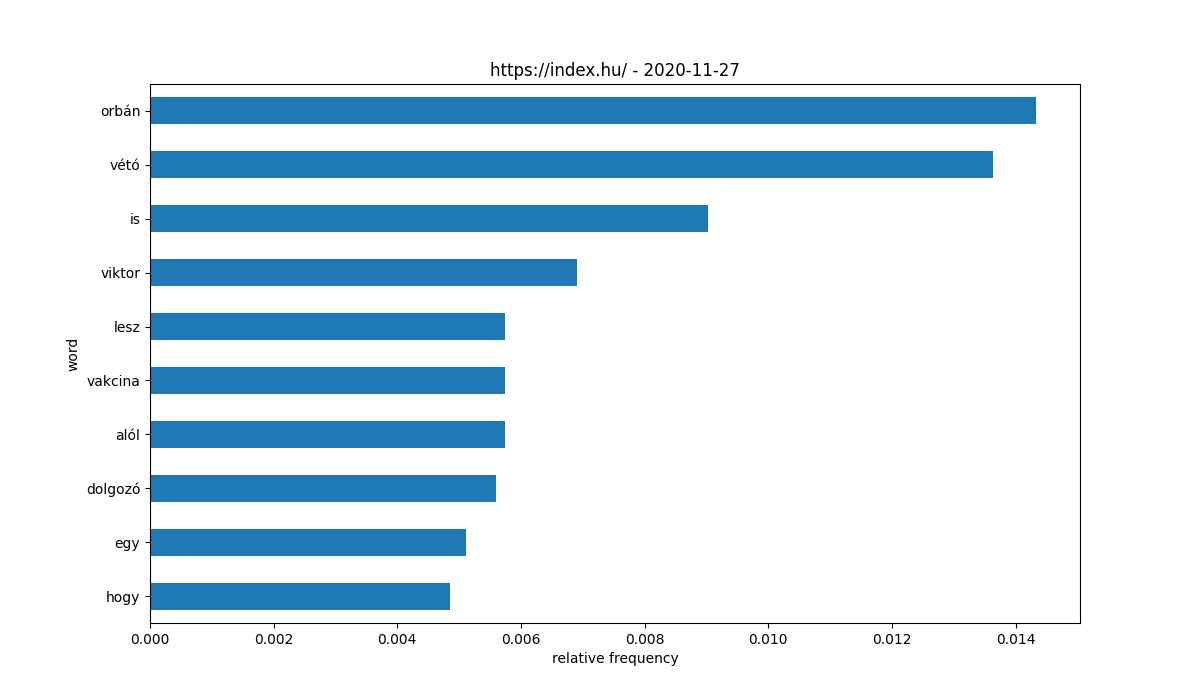 https://index.hu/ - 2020-11-27
orbán
vétó
is
viktor
lesz
vakcina
alól
dolgozó
egy
hogy
word
0.000 0.002 0.004 0.006 0.008 0.010 0.012 0.014
relative frequency